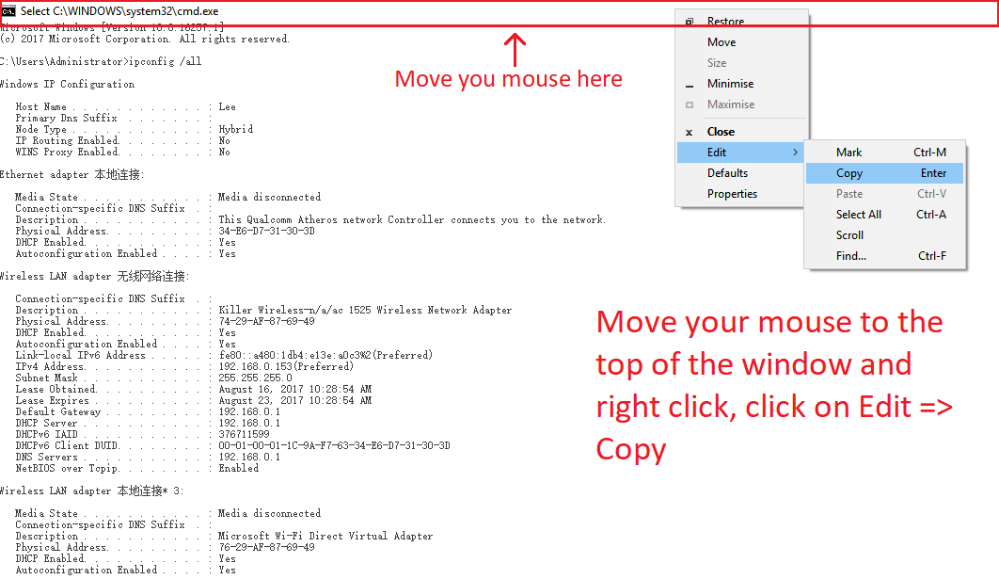 Select C:\WINDOWS\system32\cmd.exe
Microsoft Windows [Version 10.0.16257.1]
(c) 2017 Microsoft Corporation. All rights reserved.
C:\Users\Administrator>ipconfig /all
Windows IP Configuration
Host Name . . . . . . . . . . . . : Lee
Primary Dns Suffix . . . . . . . :
Node Type . . . . . . . . . . . . : Hybrid
IP Routing Enabled. . . . . . . . : No
WINS Proxy Enabled. . . . . . . . : No
Ethernet adapter 本地连接:
Media State . . . . . . . . . . . : Media disconnected
Connection-specific DNS Suffix . :
Description . . . . . . . . . . . : This Qualcomm Atheros network Controller connects you to the network.
Physical Address. . . . . . . . . : 34-E6-D7-31-30-3D
DHCP Enabled. . . . . . . . . . . : Yes
Autoconfiguration Enabled . . . . : Yes
Wireless LAN adapter 无线网络连接:
Connection-specific DNS Suffix . :
Description . . . . . . . . . . . : Killer Wireless-n/a/ac 1525 Wireless Network Adapter
Physical Address. . . . . . . . . : 74-29-AF-87-69-49
DHCP Enabled. . . . . . . . . . . : Yes
Autoconfiguration Enabled . . . . : Yes
Link-local IPv6 Address . . . . . : fe80::a480:1db4:e13e:a0c3%2(Preferred)
IPv4 Address. . . . . . . . . . . : 192.168.0.153(Preferred)
Subnet Mask . . . . . . . . . . . : 255.255.255.0
Lease Obtained. . . . . . . . . . : August 16, 2017 10:28:54 AM
Lease Expires . . . . . . . . . . : August 23, 2017 10:28:54 AM
Default Gateway . . . . . . . . . : 192.168.0.1
DHCP Server . . . . . . . . . . . : 192.168.0.1
DHCPv6 IAID . . . . . . . . . . . : 376711599
DHCPv6 Client DUID. . . . . . . . : 00-01-00-01-1C-9A-F7-63-34-E6-D7-31-30-3D
DNS Servers . . . . . . . . . . . : 192.168.0.1
NetBIOS over Tcpip. . . . . . . . : Enabled
Wireless LAN adapter 本地连接* 3:
Media State . . . . . . . . . . . : Media disconnected
Connection-specific DNS Suffix . :
Description . . . . . . . . . . . : Microsoft Wi-Fi Direct Virtual Adapter
Physical Address. . . . . . . . . : 76-29-AF-87-69-49
DHCP Enabled. . . . . . . . . . . : Yes
Autoconfiguration Enabled . . . . : Yes
Move you mouse here
Restore
Move
Size
Minimise
Maximise
Close
Edit
Defaults
Properties
Mark Ctrl-M
Copy Enter
Paste Ctrl-V
Select All Ctrl-A
Scroll
Find... Ctrl-F
Move your mouse to the
top of the window and
right click, click on Edit =>
Copy